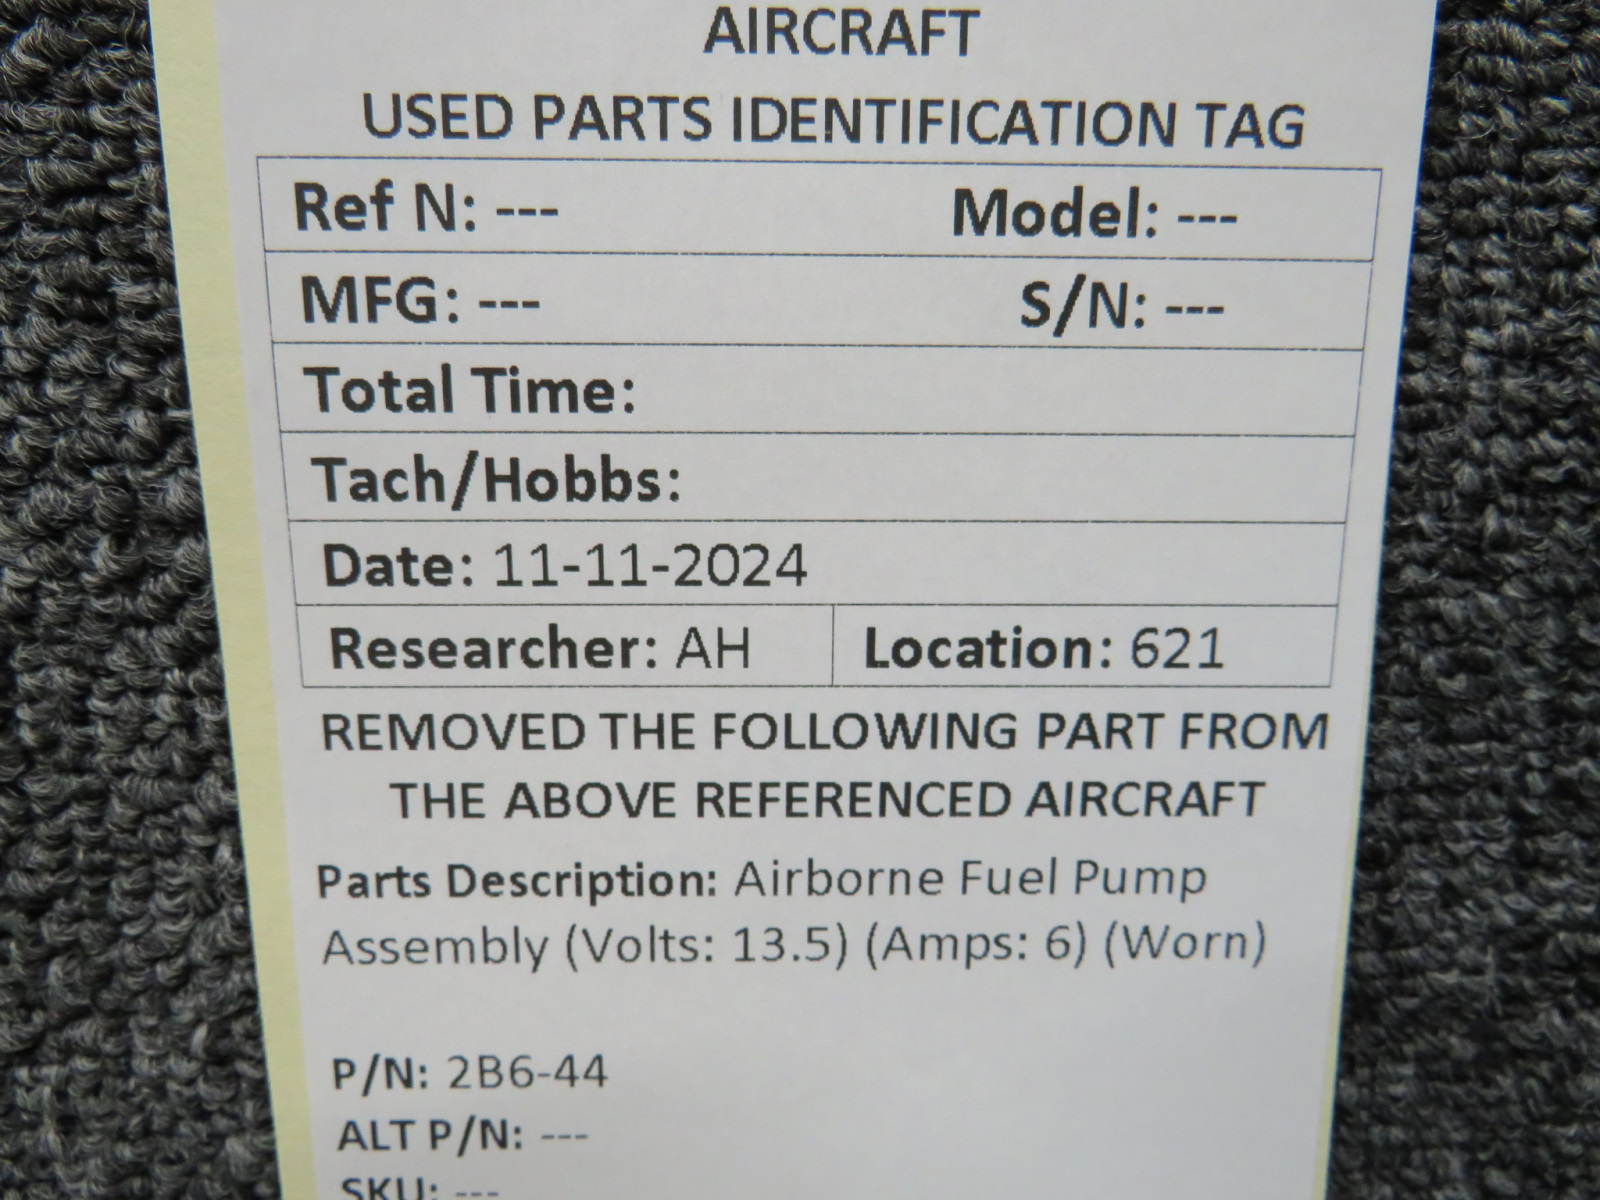 AIRCRAFT
USED PARTS IDENTIFICATION TAG
Ref N: --- Model: ---
MFG: --- S/N: ---
Total Time:
Tach/Hobbs:
Date: 11-11-2024
Researcher: AH Location: 621
REMOVED THE FOLLOWING PART FROM
THE ABOVE REFERENCED AIRCRAFT
Parts Description: Airborne Fuel Pump
Assembly (Volts: 13.5) (Amps: 6) (Worn)
P/N: 2B6-44
ALT P/N: ---
SKU: ---